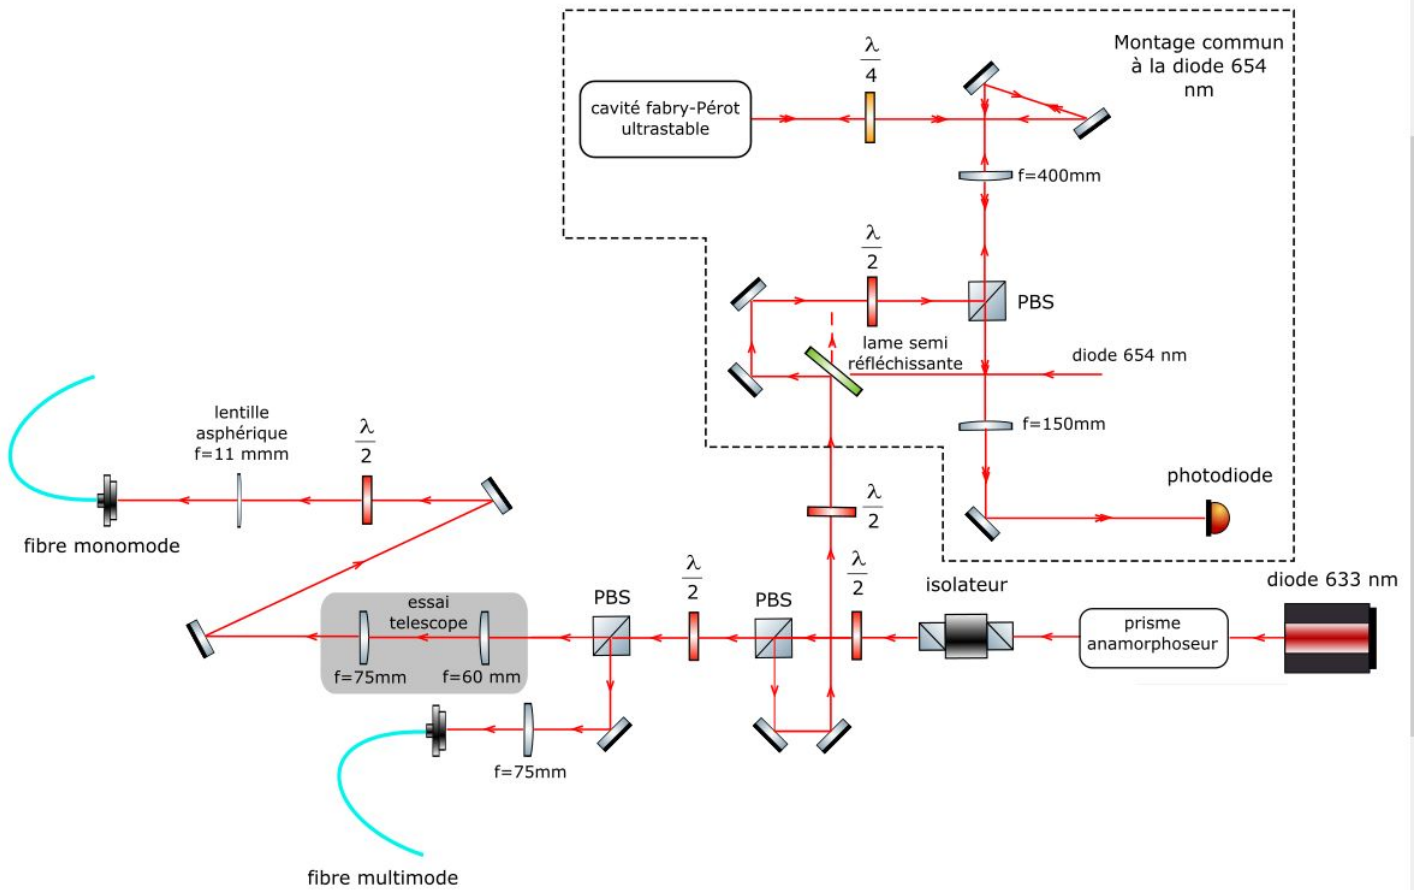 Montage commun
à la diode 654
nm
λ
4
cavité fabry-Pérot
ultrastable
f=400mm
λ
2
PBS
lame semi
réfléchissante
diode 654 nm
f=150mm
photodiode
lentille
asphérique
f=11 mmm
λ
2
fibre monomode
λ
2
λ
2
λ
2
isolateur
diode 633 nm
PBS
PBS
essai
telescope
prisme
anamorphoseur
f=75mm
f=60 mm
f=75mm
fibre multimode